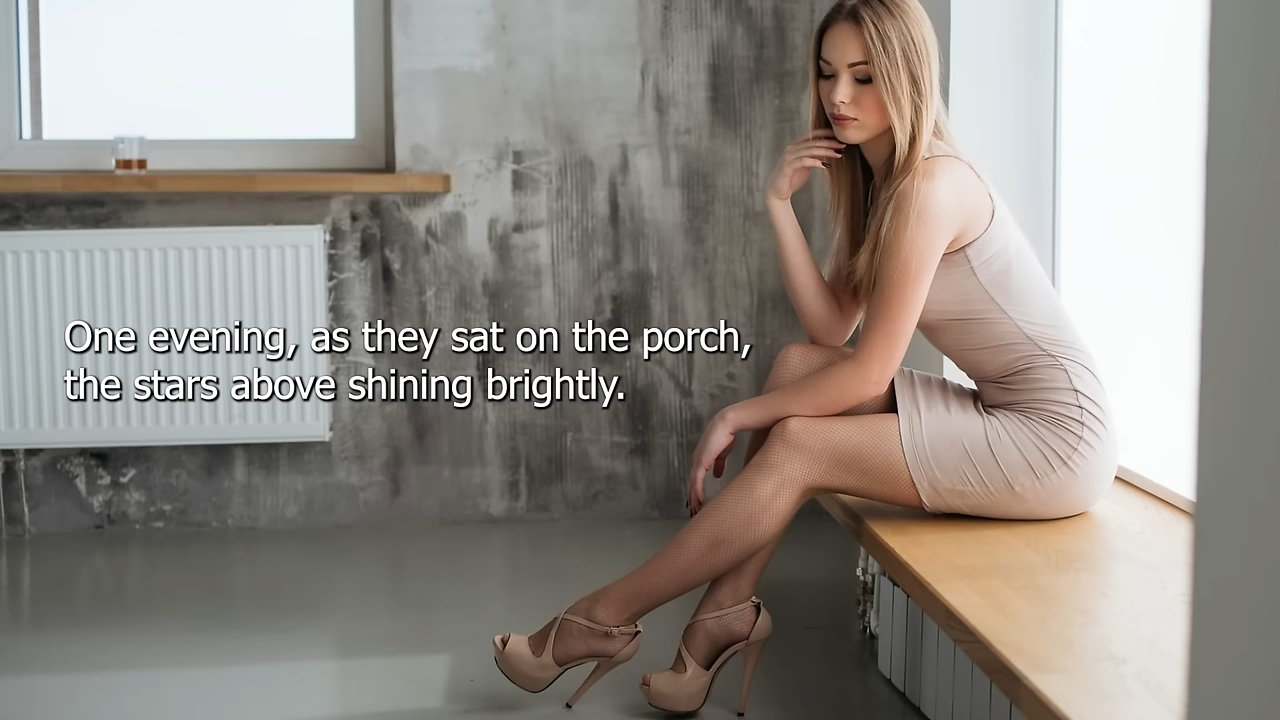 One evening, as they sat on the porch,
the stars above shining brightly.